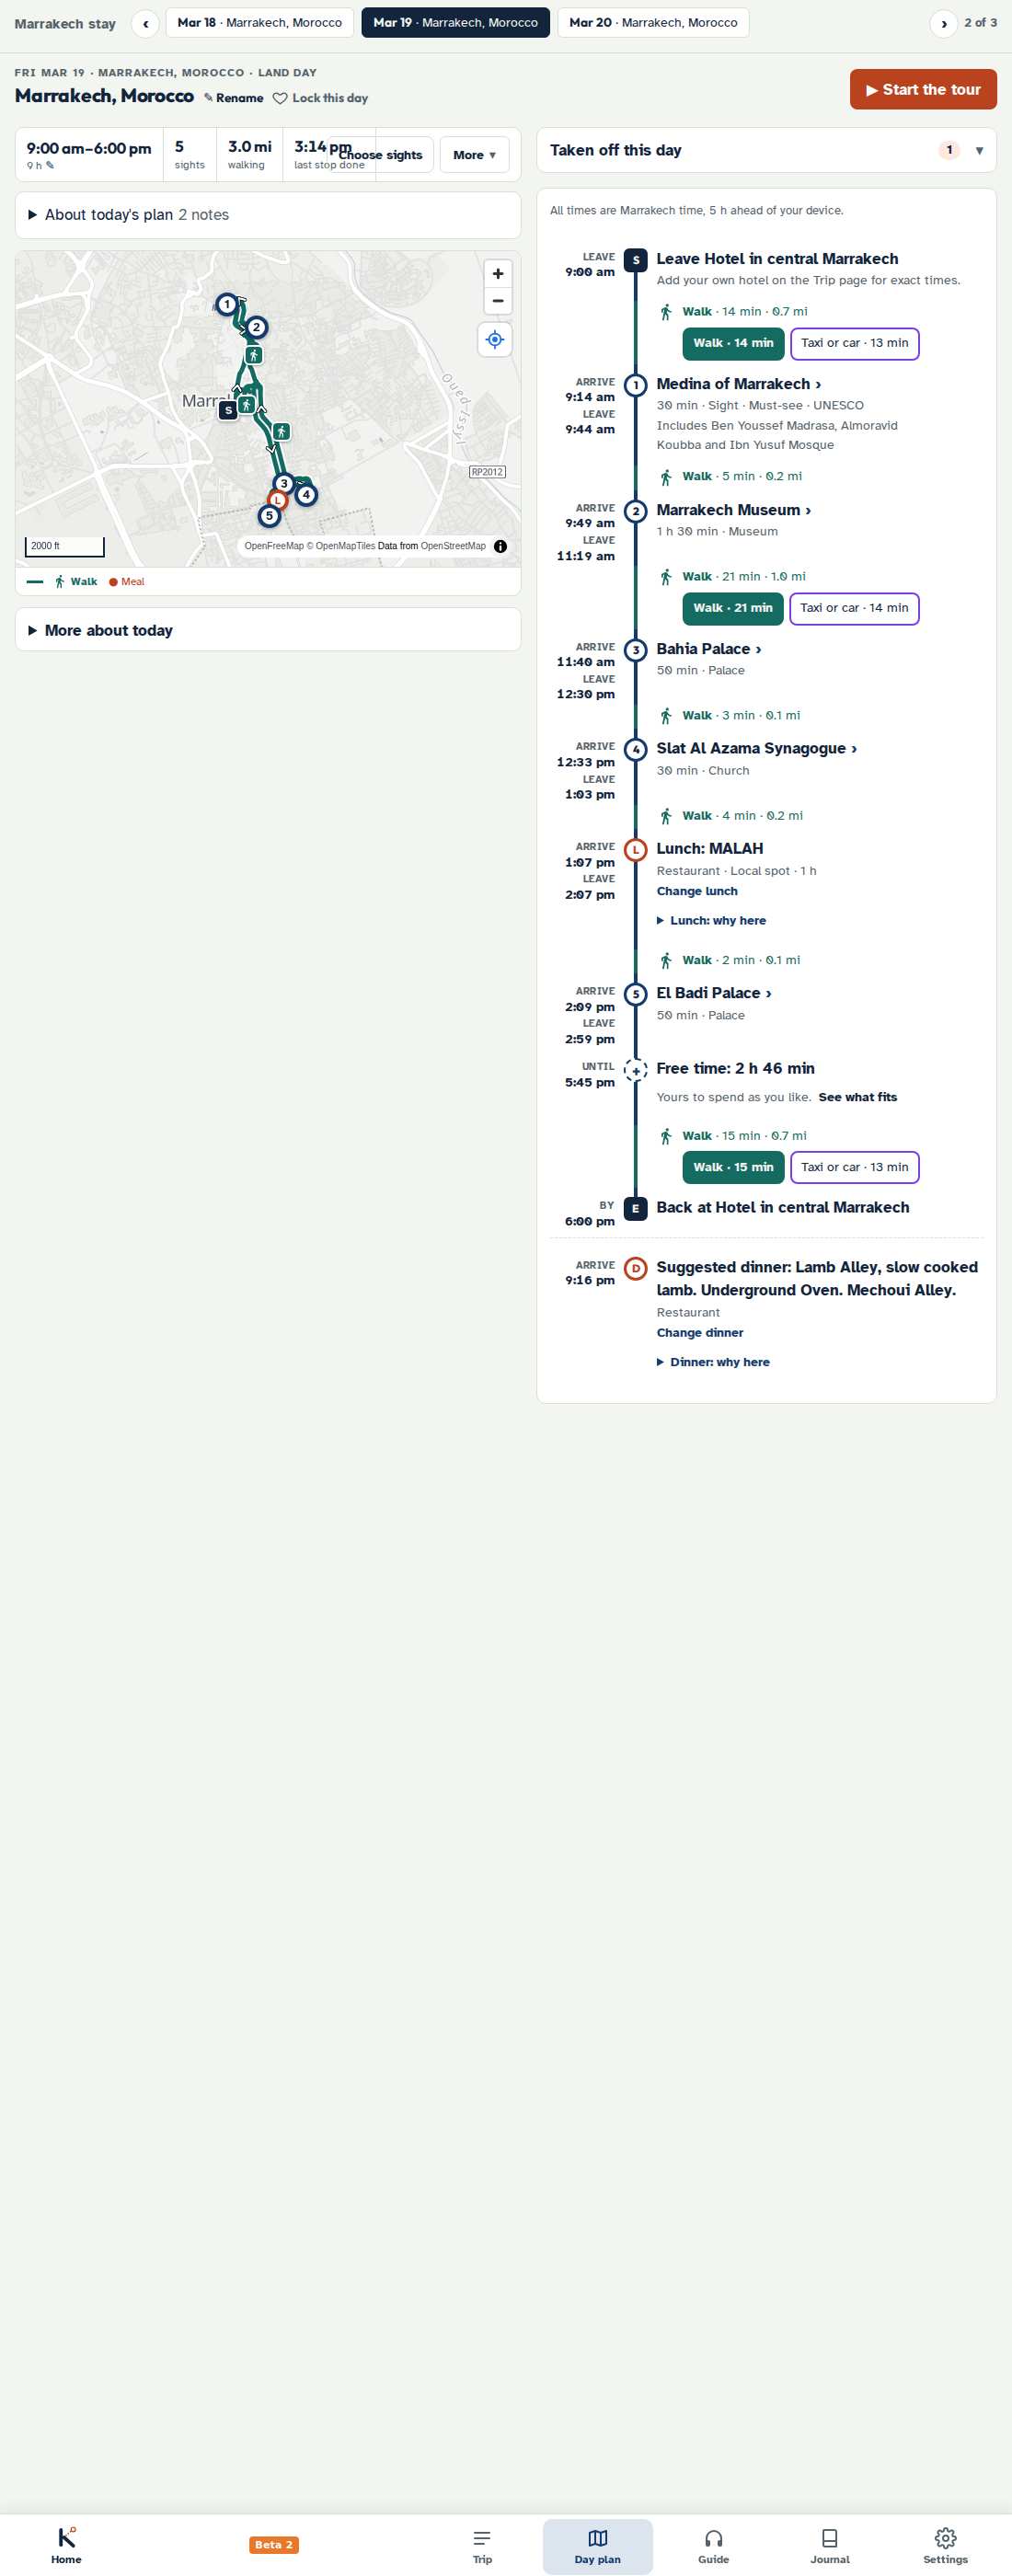 Marrakech stay
‹
Mar 18 · Marrakech, Morocco
Mar 19 · Marrakech, Morocco
Mar 20 · Marrakech, Morocco
›
2 of 3
FRI MAR 19 · MARRAKECH, MOROCCO · LAND DAY
Marrakech, Morocco
✎ Rename
Lock this day
▶ Start the tour
9:00 am–6:00 pm
9 h ✎
5
sights
3.0 mi
walking
3:14 pm
last stop done
Choose sights
More ▾
▶ About today's plan 2 notes
1
2
Marra
S
3
L
4
5
Oued Issyl
RP2012
+
−
2000 ft
OpenFreeMap © OpenMapTiles Data from OpenStreetMap
Walk
Meal
▶ More about today
Taken off this day
1 ▾
All times are Marrakech time, 5 h ahead of your device.
LEAVE
9:00 am
S
Leave Hotel in central Marrakech
Add your own hotel on the Trip page for exact times.
Walk · 14 min · 0.7 mi
Walk · 14 min
Taxi or car · 13 min
ARRIVE
9:14 am
LEAVE
9:44 am
1
Medina of Marrakech ›
30 min · Sight · Must-see · UNESCO
Includes Ben Youssef Madrasa, Almoravid
Koubba and Ibn Yusuf Mosque
Walk · 5 min · 0.2 mi
ARRIVE
9:49 am
LEAVE
11:19 am
2
Marrakech Museum ›
1 h 30 min · Museum
Walk · 21 min · 1.0 mi
Walk · 21 min
Taxi or car · 14 min
ARRIVE
11:40 am
LEAVE
12:30 pm
3
Bahia Palace ›
50 min · Palace
Walk · 3 min · 0.1 mi
ARRIVE
12:33 pm
LEAVE
1:03 pm
4
Slat Al Azama Synagogue ›
30 min · Church
Walk · 4 min · 0.2 mi
ARRIVE
1:07 pm
LEAVE
2:07 pm
L
Lunch: MALAH
Restaurant · Local spot · 1 h
Change lunch
▶ Lunch: why here
Walk · 2 min · 0.1 mi
ARRIVE
2:09 pm
LEAVE
2:59 pm
5
El Badi Palace ›
50 min · Palace
UNTIL
5:45 pm
+
Free time: 2 h 46 min
Yours to spend as you like. See what fits
Walk · 15 min · 0.7 mi
Walk · 15 min
Taxi or car · 13 min
BY
6:00 pm
E
Back at Hotel in central Marrakech
ARRIVE
9:16 pm
D
Suggested dinner: Lamb Alley, slow cooked
lamb. Underground Oven. Mechoui Alley.
Restaurant
Change dinner
▶ Dinner: why here
Home
Beta 2
Trip
Day plan
Guide
Journal
Settings